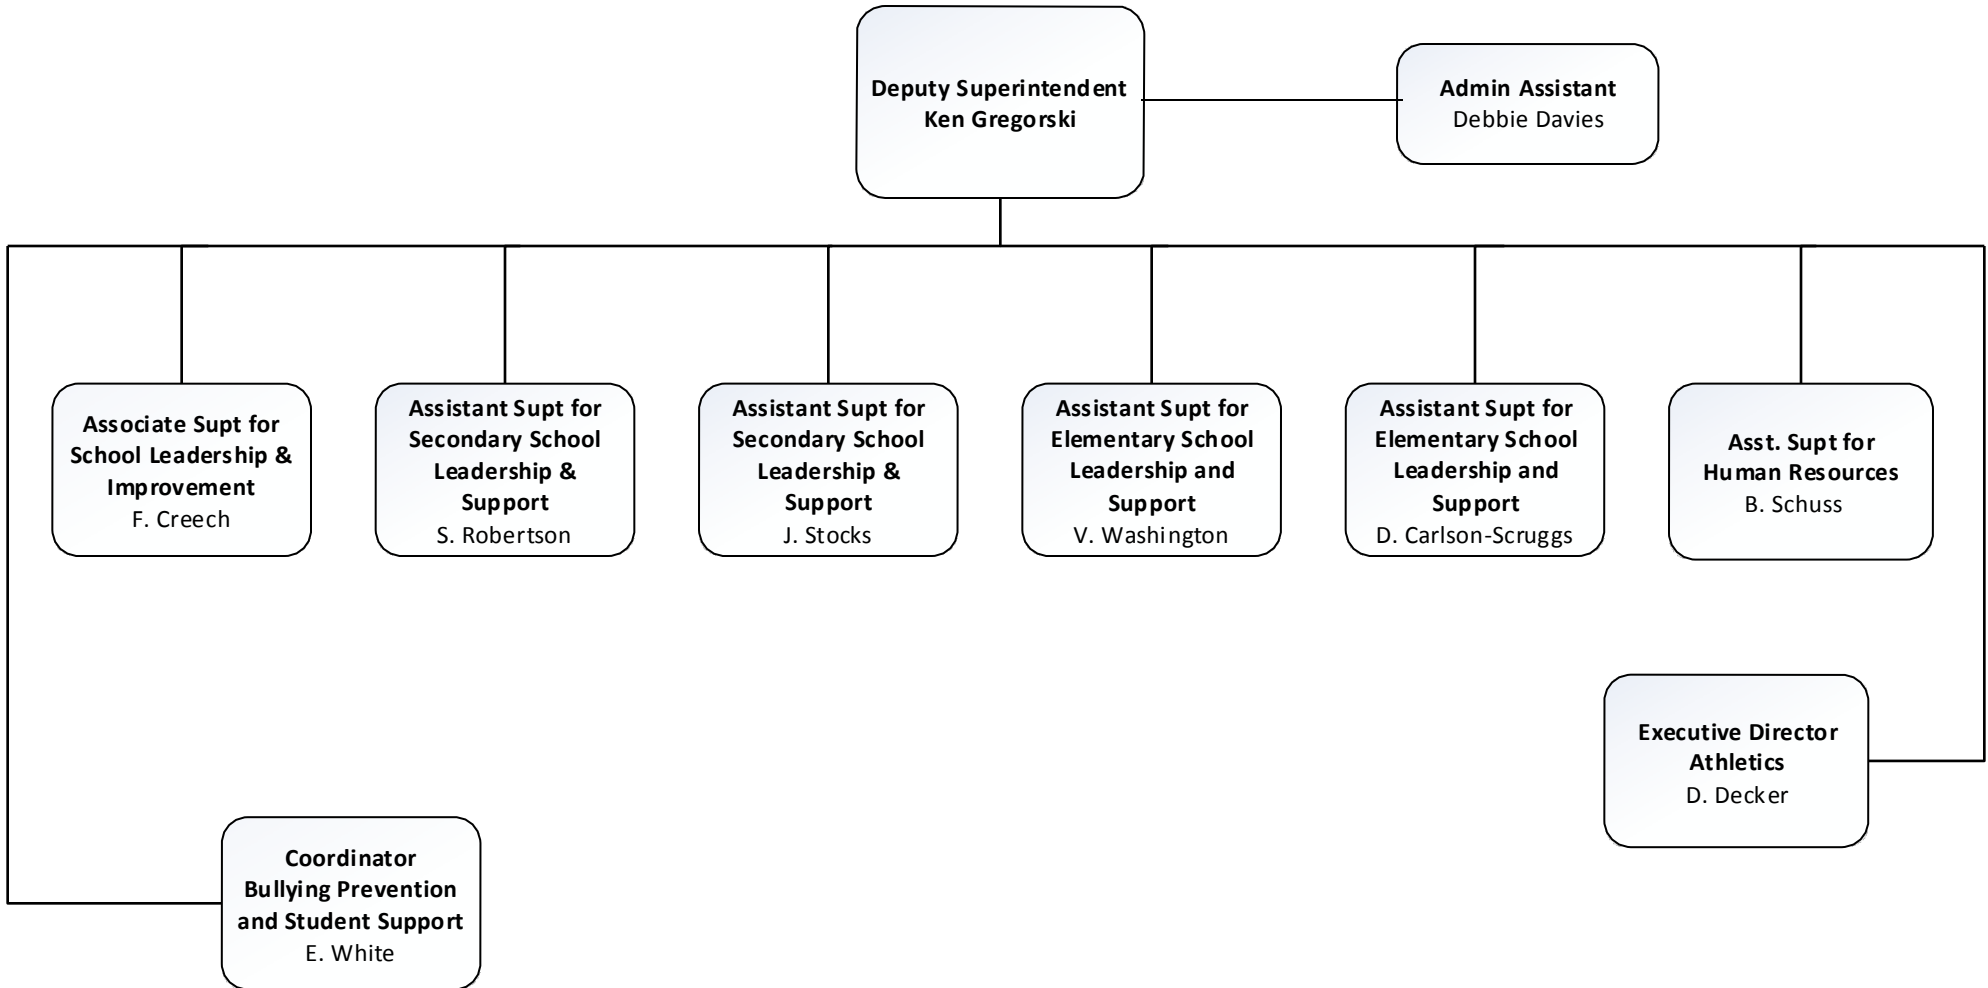 Deputy Superintendent
Ken Gregorski
Admin Assistant
Debbie Davies
Associate Supt for
School Leadership &
Improvement
F. Creech
Assistant Supt for
Secondary School
Leadership &
Support
S. Robertson
Assistant Supt for
Secondary School
Leadership &
Support
J. Stocks
Assistant Supt for
Elementary School
Leadership and
Support
V. Washington
Assistant Supt for
Elementary School
Leadership and
Support
D. Carlson-Scruggs
Asst. Supt for
Human Resources
B. Schuss
Executive Director
Athletics
D. Decker
Coordinator
Bullying Prevention
and Student Support
E. White